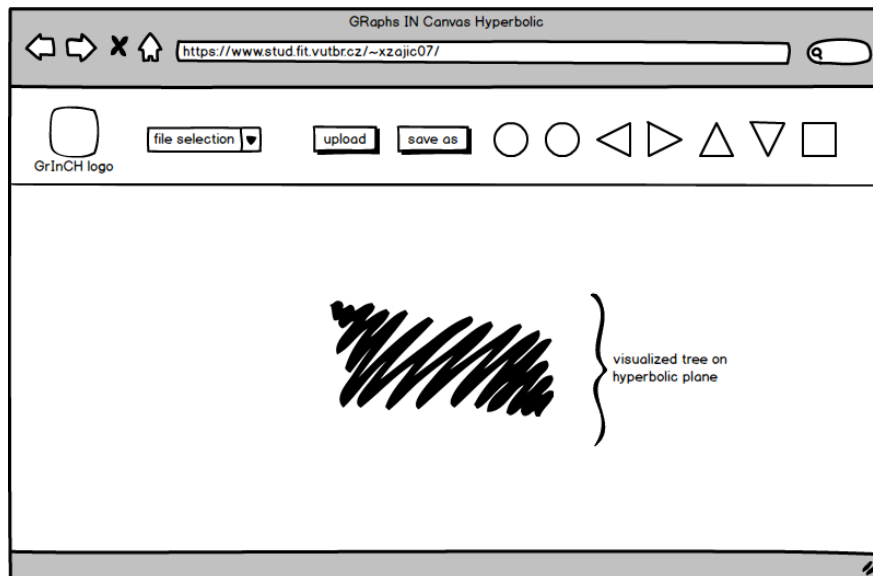 GRaphs IN Canvas Hyperbolic
https://www.stud.fit.vutbr.cz/~xzajic07/
file selection
upload
save as
GrInCH logo
visualized tree on
hyperbolic plane